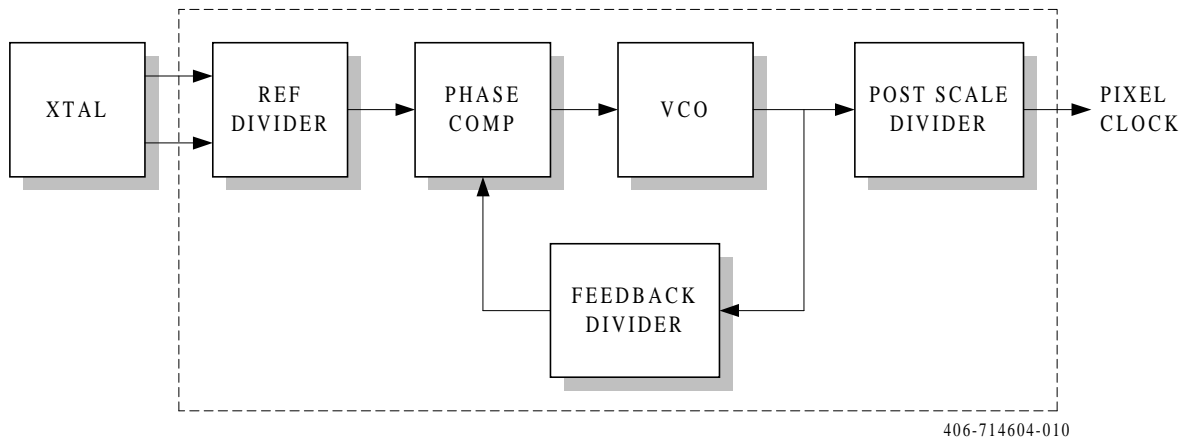 XTAL
REF
DIVIDER
PHASE
COMP
VCO
POST SCALE
DIVIDER
PIXEL
CLOCK
FEEDBACK
DIVIDER
406-714604-010